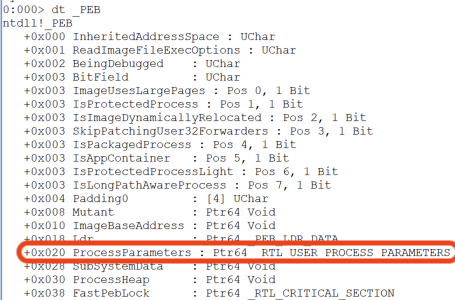 0:000> dt _PEB
ntdll!_PEB
+0x000 InheritedAddressSpace : UChar
+0x001 ReadImageFileExecOptions : UChar
+0x002 BeingDebugged : UChar
+0x003 BitField : UChar
+0x003 ImageUsesLargePages : Pos 0, 1 Bit
+0x003 IsProtectedProcess : Pos 1, 1 Bit
+0x003 IsImageDynamicallyRelocated : Pos 2, 1 Bit
+0x003 SkipPatchingUser32Forwarders : Pos 3, 1 Bit
+0x003 IsPackagedProcess : Pos 4, 1 Bit
+0x003 IsAppContainer : Pos 5, 1 Bit
+0x003 IsProtectedProcessLight : Pos 6, 1 Bit
+0x003 IsLongPathAwareProcess : Pos 7, 1 Bit
+0x004 Padding0 : [4] UChar
+0x008 Mutant : Ptr64 Void
+0x010 ImageBaseAddress : Ptr64 Void
+0x018 Ldr : Ptr64 _PEB_LDR_DATA
+0x020 ProcessParameters : Ptr64 _RTL_USER_PROCESS_PARAMETERS
+0x028 SubSystemData : Ptr64 Void
+0x030 ProcessHeap : Ptr64 Void
+0x038 FastPebLock : Ptr64 _RTL_CRITICAL_SECTION